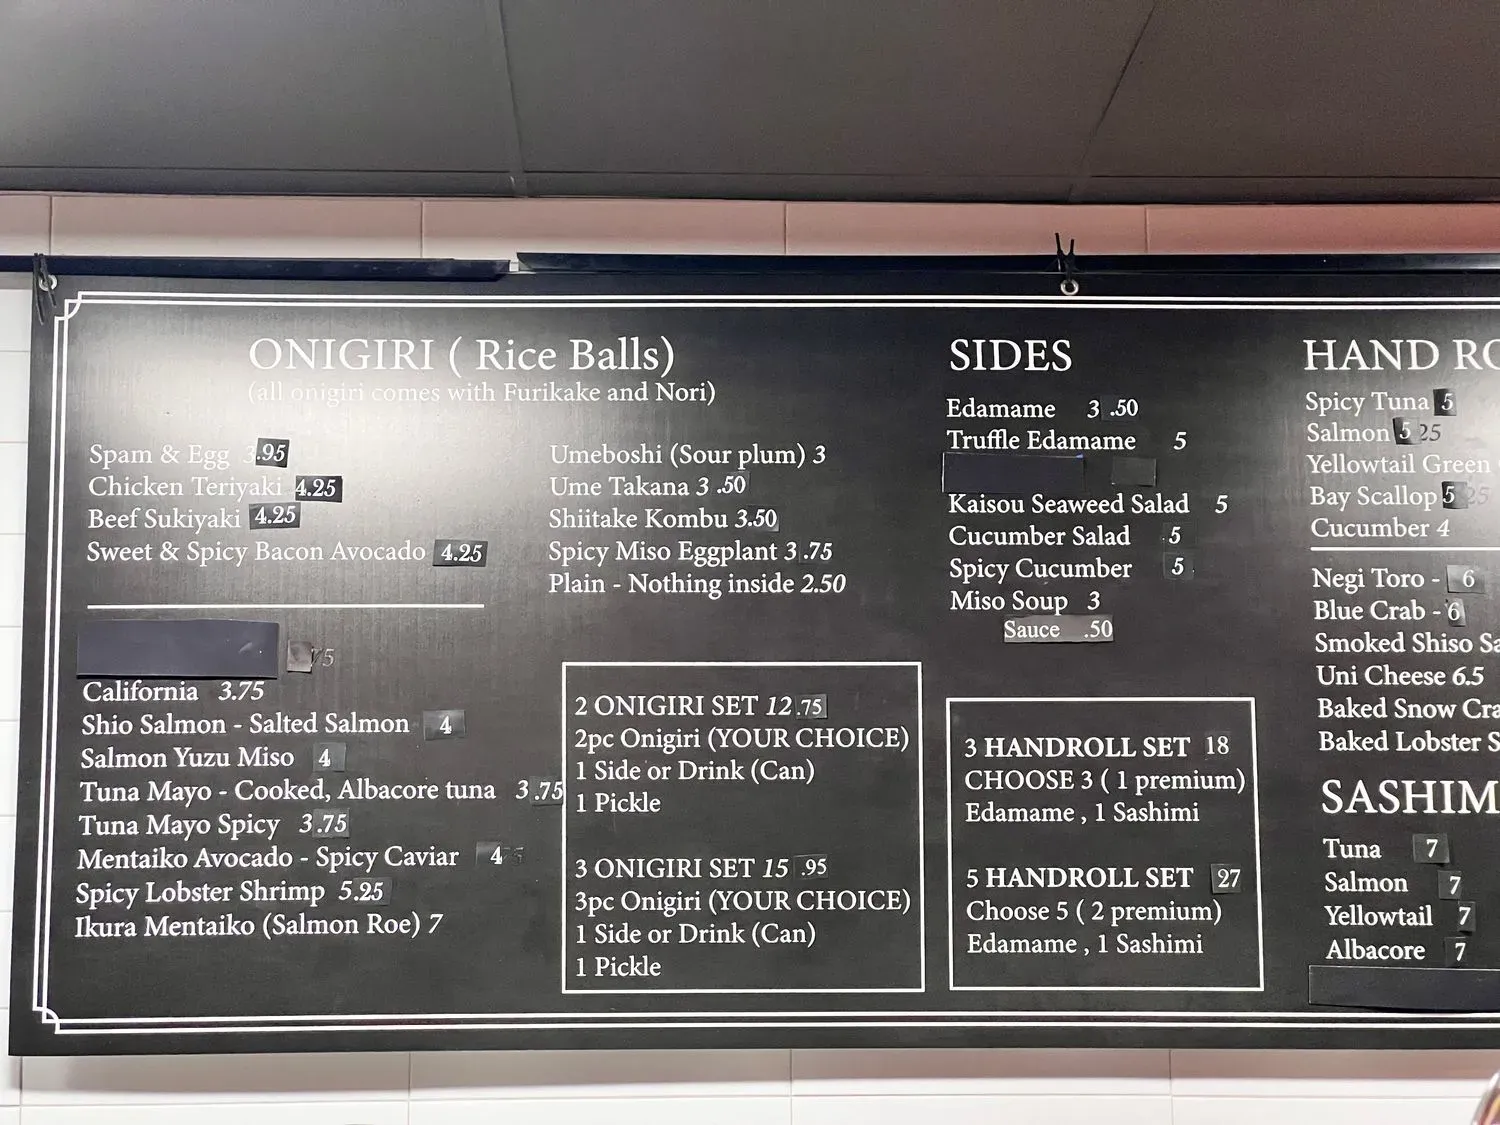 ONIGIRI ( Rice Balls)
(all onigiri comes with Furikake and Nori)
Spam & Egg 3.95
Chicken Teriyaki 4.25
Beef Sukiyaki 4.25
Sweet & Spicy Bacon Avocado 4.25
California 3.75
Shio Salmon - Salted Salmon 4
Salmon Yuzu Miso 4
Tuna Mayo - Cooked, Albacore tuna 3.75
Tuna Mayo Spicy 3.75
Mentaiko Avocado - Spicy Caviar 4
Spicy Lobster Shrimp 5.25
Ikura Mentaiko (Salmon Roe) 7
Umeboshi (Sour plum) 3
Ume Takana 3 .50
Shiitake Kombu 3.50
Spicy Miso Eggplant 3 .75
Plain - Nothing inside 2.50
2 ONIGIRI SET 12 .75
2pc Onigiri (YOUR CHOICE)
1 Side or Drink (Can)
1 Pickle
3 ONIGIRI SET 15 .95
3pc Onigiri (YOUR CHOICE)
1 Side or Drink (Can)
1 Pickle
SIDES
Edamame 3 .50
Truffle Edamame 5
Kaisou Seaweed Salad 5
Cucumber Salad 5
Spicy Cucumber 5
Miso Soup 3
Sauce .50
3 HANDROLL SET 18
CHOOSE 3 ( 1 premium)
Edamame , 1 Sashimi
5 HANDROLL SET 27
Choose 5 ( 2 premium)
Edamame , 1 Sashimi
HAND
Spicy Tuna 5
Salmon 5
Yellowtail Green
Bay Scallop 5
Cucumber 4
Negi Toro - 6
Blue Crab - 6
Smoked Shiso
Uni Cheese 6.5
Baked Snow
Baked Lobster
SASHIM
Tuna 7
Salmon 7
Yellowtail 7
Albacore 7